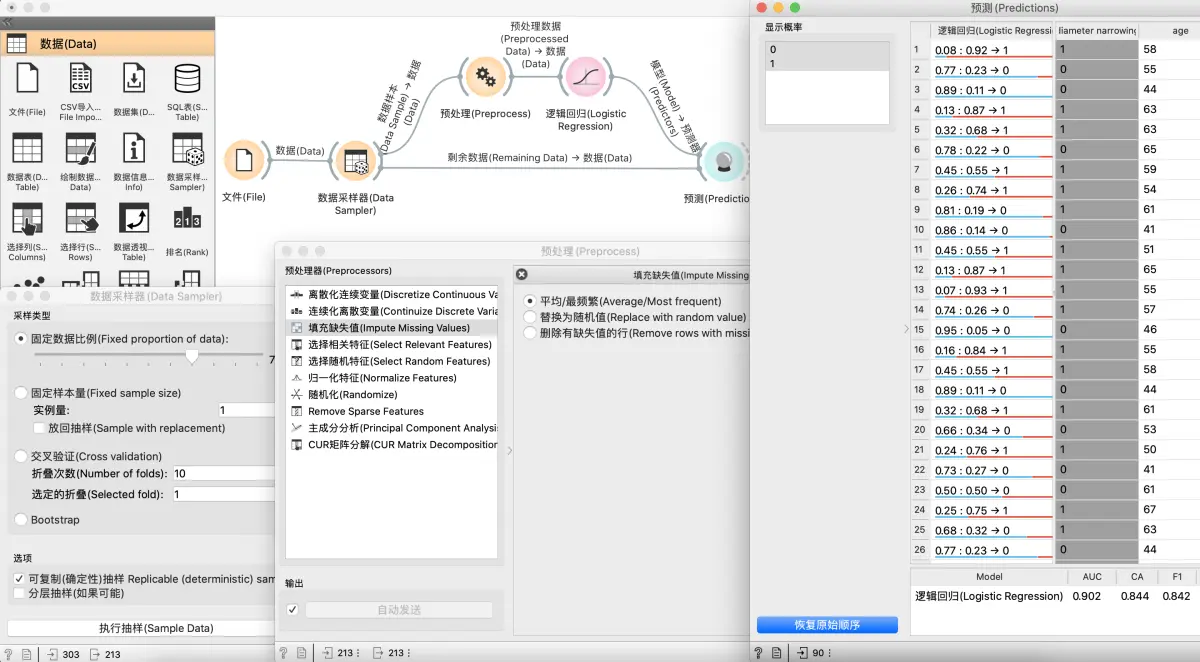 数据(Data)
文件(File)
CSV导入...
File Impo...
数据集(D...
SQL表(S...
Table)
数据表(D...
Table)
绘制数据...
Data)
数据信息...
Info)
数据采样...
Sampler)
选择列(S...
Columns)
选择行(S...
Rows)
数据透视...
Table)
排名(Rank)
文件(File)
数据(Data)
数据采样器(Data
Sampler)
数据样本
(Data Sample) → 数据
(Data)
预处理(Preprocess)
预处理数据
(Preprocessed
Data) → 数据
(Data)
逻辑回归(Logistic
Regression)
模型(Model) → 预测器
(Predictors)
剩余数据(Remaining Data) → 数据(Data)
预测(Predictio
数据采样器(Data Sampler)
采样类型
固定数据比例(Fixed proportion of data):
7
固定样本量(Fixed sample size)
实例量: 1
放回抽样(Sample with replacement)
交叉验证(Cross validation)
折叠次数(Number of folds): 10
选定的折叠(Selected fold): 1
Bootstrap
选项
可复制(确定性)抽样 Replicable (deterministic) sam
分层抽样(如果可能)
执行抽样(Sample Data)
? 303 213
预处理(Preprocess)
预处理器(Preprocessors)
离散化连续变量(Discretize Continuous Va
连续化离散变量(Continuize Discrete Varia
填充缺失值(Impute Missing Values)
选择相关特征(Select Relevant Features)
选择随机特征(Select Random Features)
归一化特征(Normalize Features)
随机化(Randomize)
Remove Sparse Features
主成分分析(Principal Component Analysi
CUR矩阵分解(CUR Matrix Decomposition
输出
自动发送
? 213 213
填充缺失值(Impute Missing
平均/最频繁(Average/Most frequent)
替换为随机值(Replace with random value)
删除有缺失值的行(Remove rows with missi
预测(Predictions)
显示概率
0
1
恢复原始顺序
? 90
逻辑回归(Logistic Regressi liameter narrowing age
1 0.08 : 0.92 → 1 1 58
2 0.77 : 0.23 → 0 0 55
3 0.89 : 0.11 → 0 0 44
4 0.13 : 0.87 → 1 1 63
5 0.32 : 0.68 → 1 1 63
6 0.78 : 0.22 → 0 0 65
7 0.45 : 0.55 → 1 1 59
8 0.26 : 0.74 → 1 1 54
9 0.81 : 0.19 → 0 1 61
10 0.86 : 0.14 → 0 0 41
11 0.45 : 0.55 → 1 1 51
12 0.13 : 0.87 → 1 1 65
13 0.07 : 0.93 → 1 1 55
14 0.74 : 0.26 → 0 1 57
15 0.95 : 0.05 → 0 0 46
16 0.16 : 0.84 → 1 1 55
17 0.45 : 0.55 → 1 1 58
18 0.89 : 0.11 → 0 0 44
19 0.32 : 0.68 → 1 1 61
20 0.66 : 0.34 → 0 0 53
21 0.24 : 0.76 → 1 1 50
22 0.73 : 0.27 → 0 0 41
23 0.50 : 0.50 → 0 0 61
24 0.25 : 0.75 → 1 1 67
25 0.68 : 0.32 → 0 1 63
26 0.77 : 0.23 → 0 0 44
Model AUC CA F1
逻辑回归(Logistic Regression) 0.902 0.844 0.842